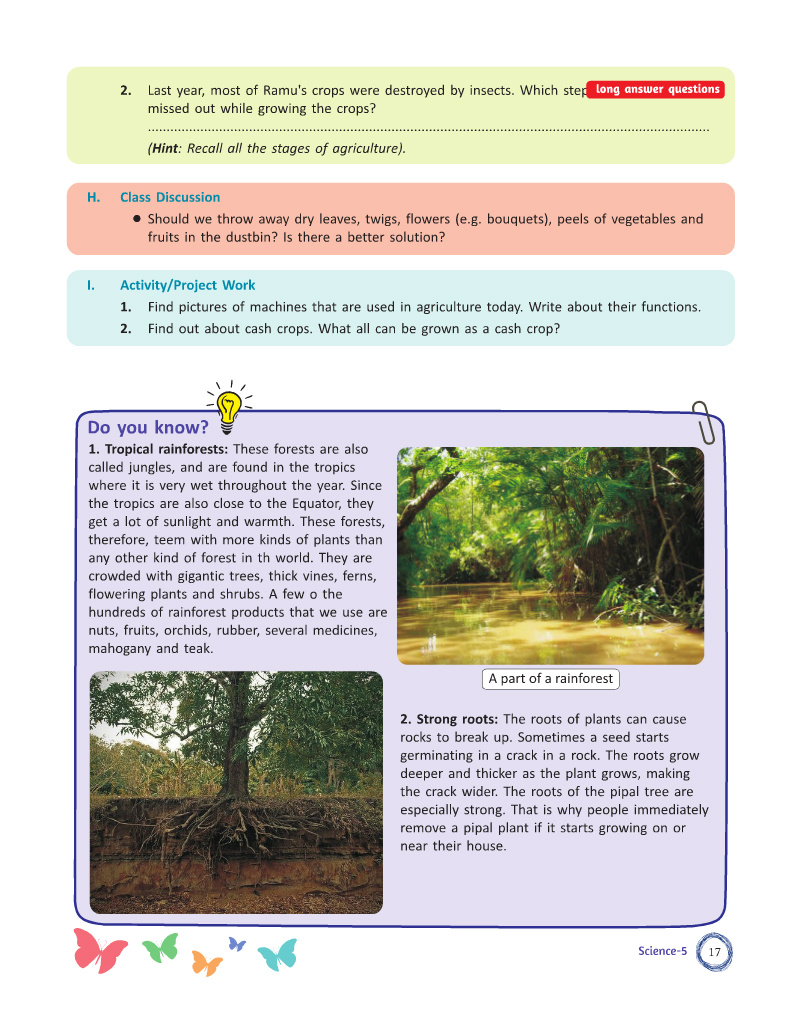 2. Last year, most of Ramu's crops were destroyed by insects. Which step
long answer questions
missed out while growing the crops?
(Hint: Recall all the stages of agriculture).
H. Class Discussion
● Should we throw away dry leaves, twigs, flowers (e.g. bouquets), peels of vegetables and
fruits in the dustbin? Is there a better solution?
I. Activity/Project Work
1. Find pictures of machines that are used in agriculture today. Write about their functions.
2. Find out about cash crops. What all can be grown as a cash crop?
Do you know?
1. Tropical rainforests: These forests are also
called jungles, and are found in the tropics
where it is very wet throughout the year. Since
the tropics are also close to the Equator, they
get a lot of sunlight and warmth. These forests,
therefore, teem with more kinds of plants than
any other kind of forest in th world. They are
crowded with gigantic trees, thick vines, ferns,
flowering plants and shrubs. A few o the
hundreds of rainforest products that we use are
nuts, fruits, orchids, rubber, several medicines,
mahogany and teak.
A part of a rainforest
2. Strong roots: The roots of plants can cause
rocks to break up. Sometimes a seed starts
germinating in a crack in a rock. The roots grow
deeper and thicker as the plant grows, making
the crack wider. The roots of the pipal tree are
especially strong. That is why people immediately
remove a pipal plant if it starts growing on or
near their house.
Science-5
17